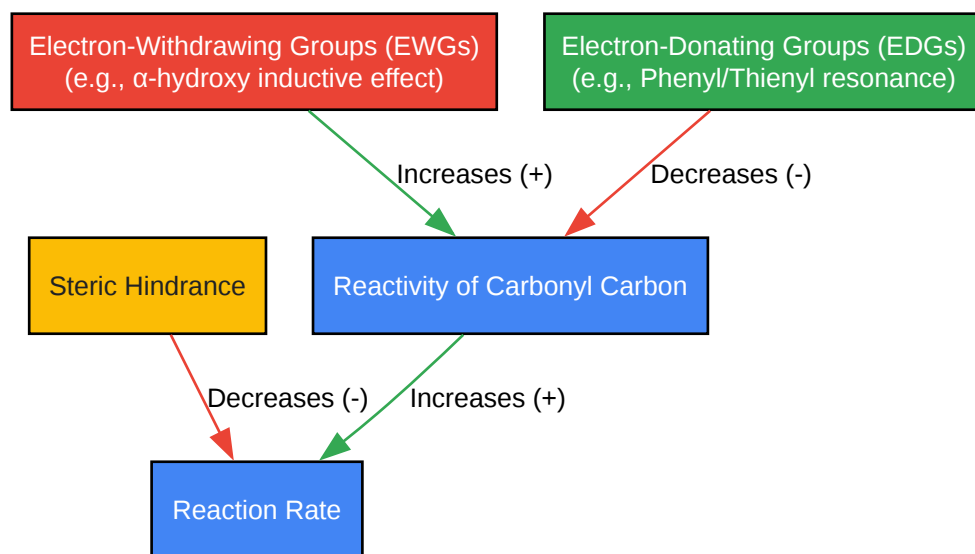 Electron-Withdrawing Groups (EWGs)
(e.g., α-hydroxy inductive effect)
Electron-Donating Groups (EDGs)
(e.g., Phenyl/Thienyl resonance)
Increases (+)
Decreases (-)
Steric Hindrance
Reactivity of Carbonyl Carbon
Decreases (-)
Increases (+)
Reaction Rate